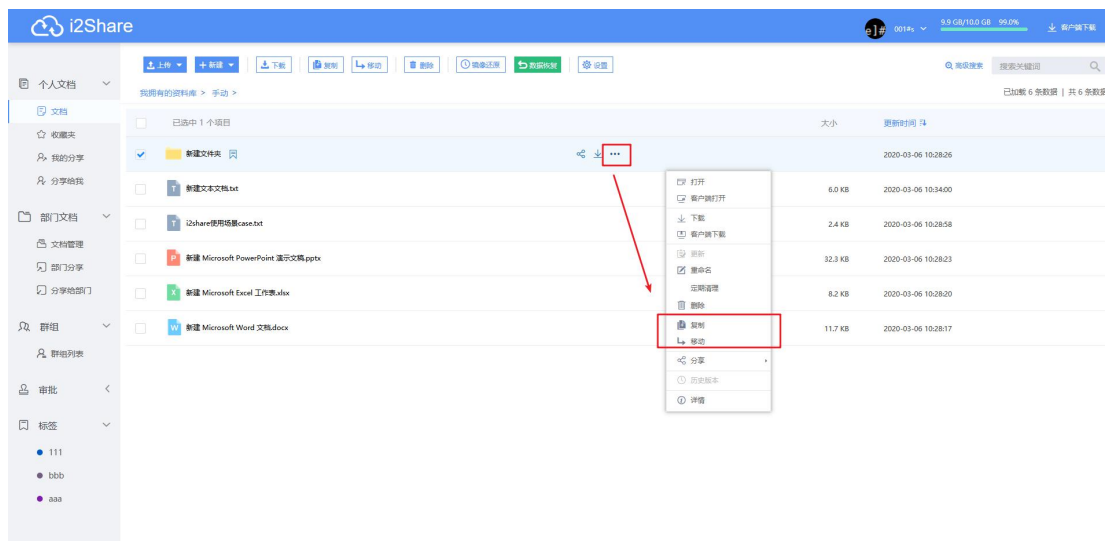 i2Share
001#s
9.9 GB/10.0 GB 99.0%
客户端下载
上传
新建
下载
复制
移动
删除
镜像还原
数据恢复
设置
高级搜索
搜索关键词
我拥有的资料库 > 手动 >
已加载 6 条数据 | 共 6 条数据
个人文档
文档
收藏夹
我的分享
分享给我
部门文档
文档管理
部门分享
分享给部门
群组
群组列表
审批
标签
111
bbb
aaa
已选中 1 个项目
大小
更新时间
新建文件夹
2020-03-06 10:28:26
新建文本文档.txt
6.0 KB
2020-03-06 10:34:00
i2share使用场景case.txt
2.4 KB
2020-03-06 10:28:58
新建 Microsoft PowerPoint 演示文稿.pptx
32.3 KB
2020-03-06 10:28:23
新建 Microsoft Excel 工作表.xlsx
8.2 KB
2020-03-06 10:28:20
新建 Microsoft Word 文档.docx
11.7 KB
2020-03-06 10:28:17
打开
客户端打开
下载
客户端下载
更新
重命名
定期清理
删除
复制
移动
分享
历史版本
详情